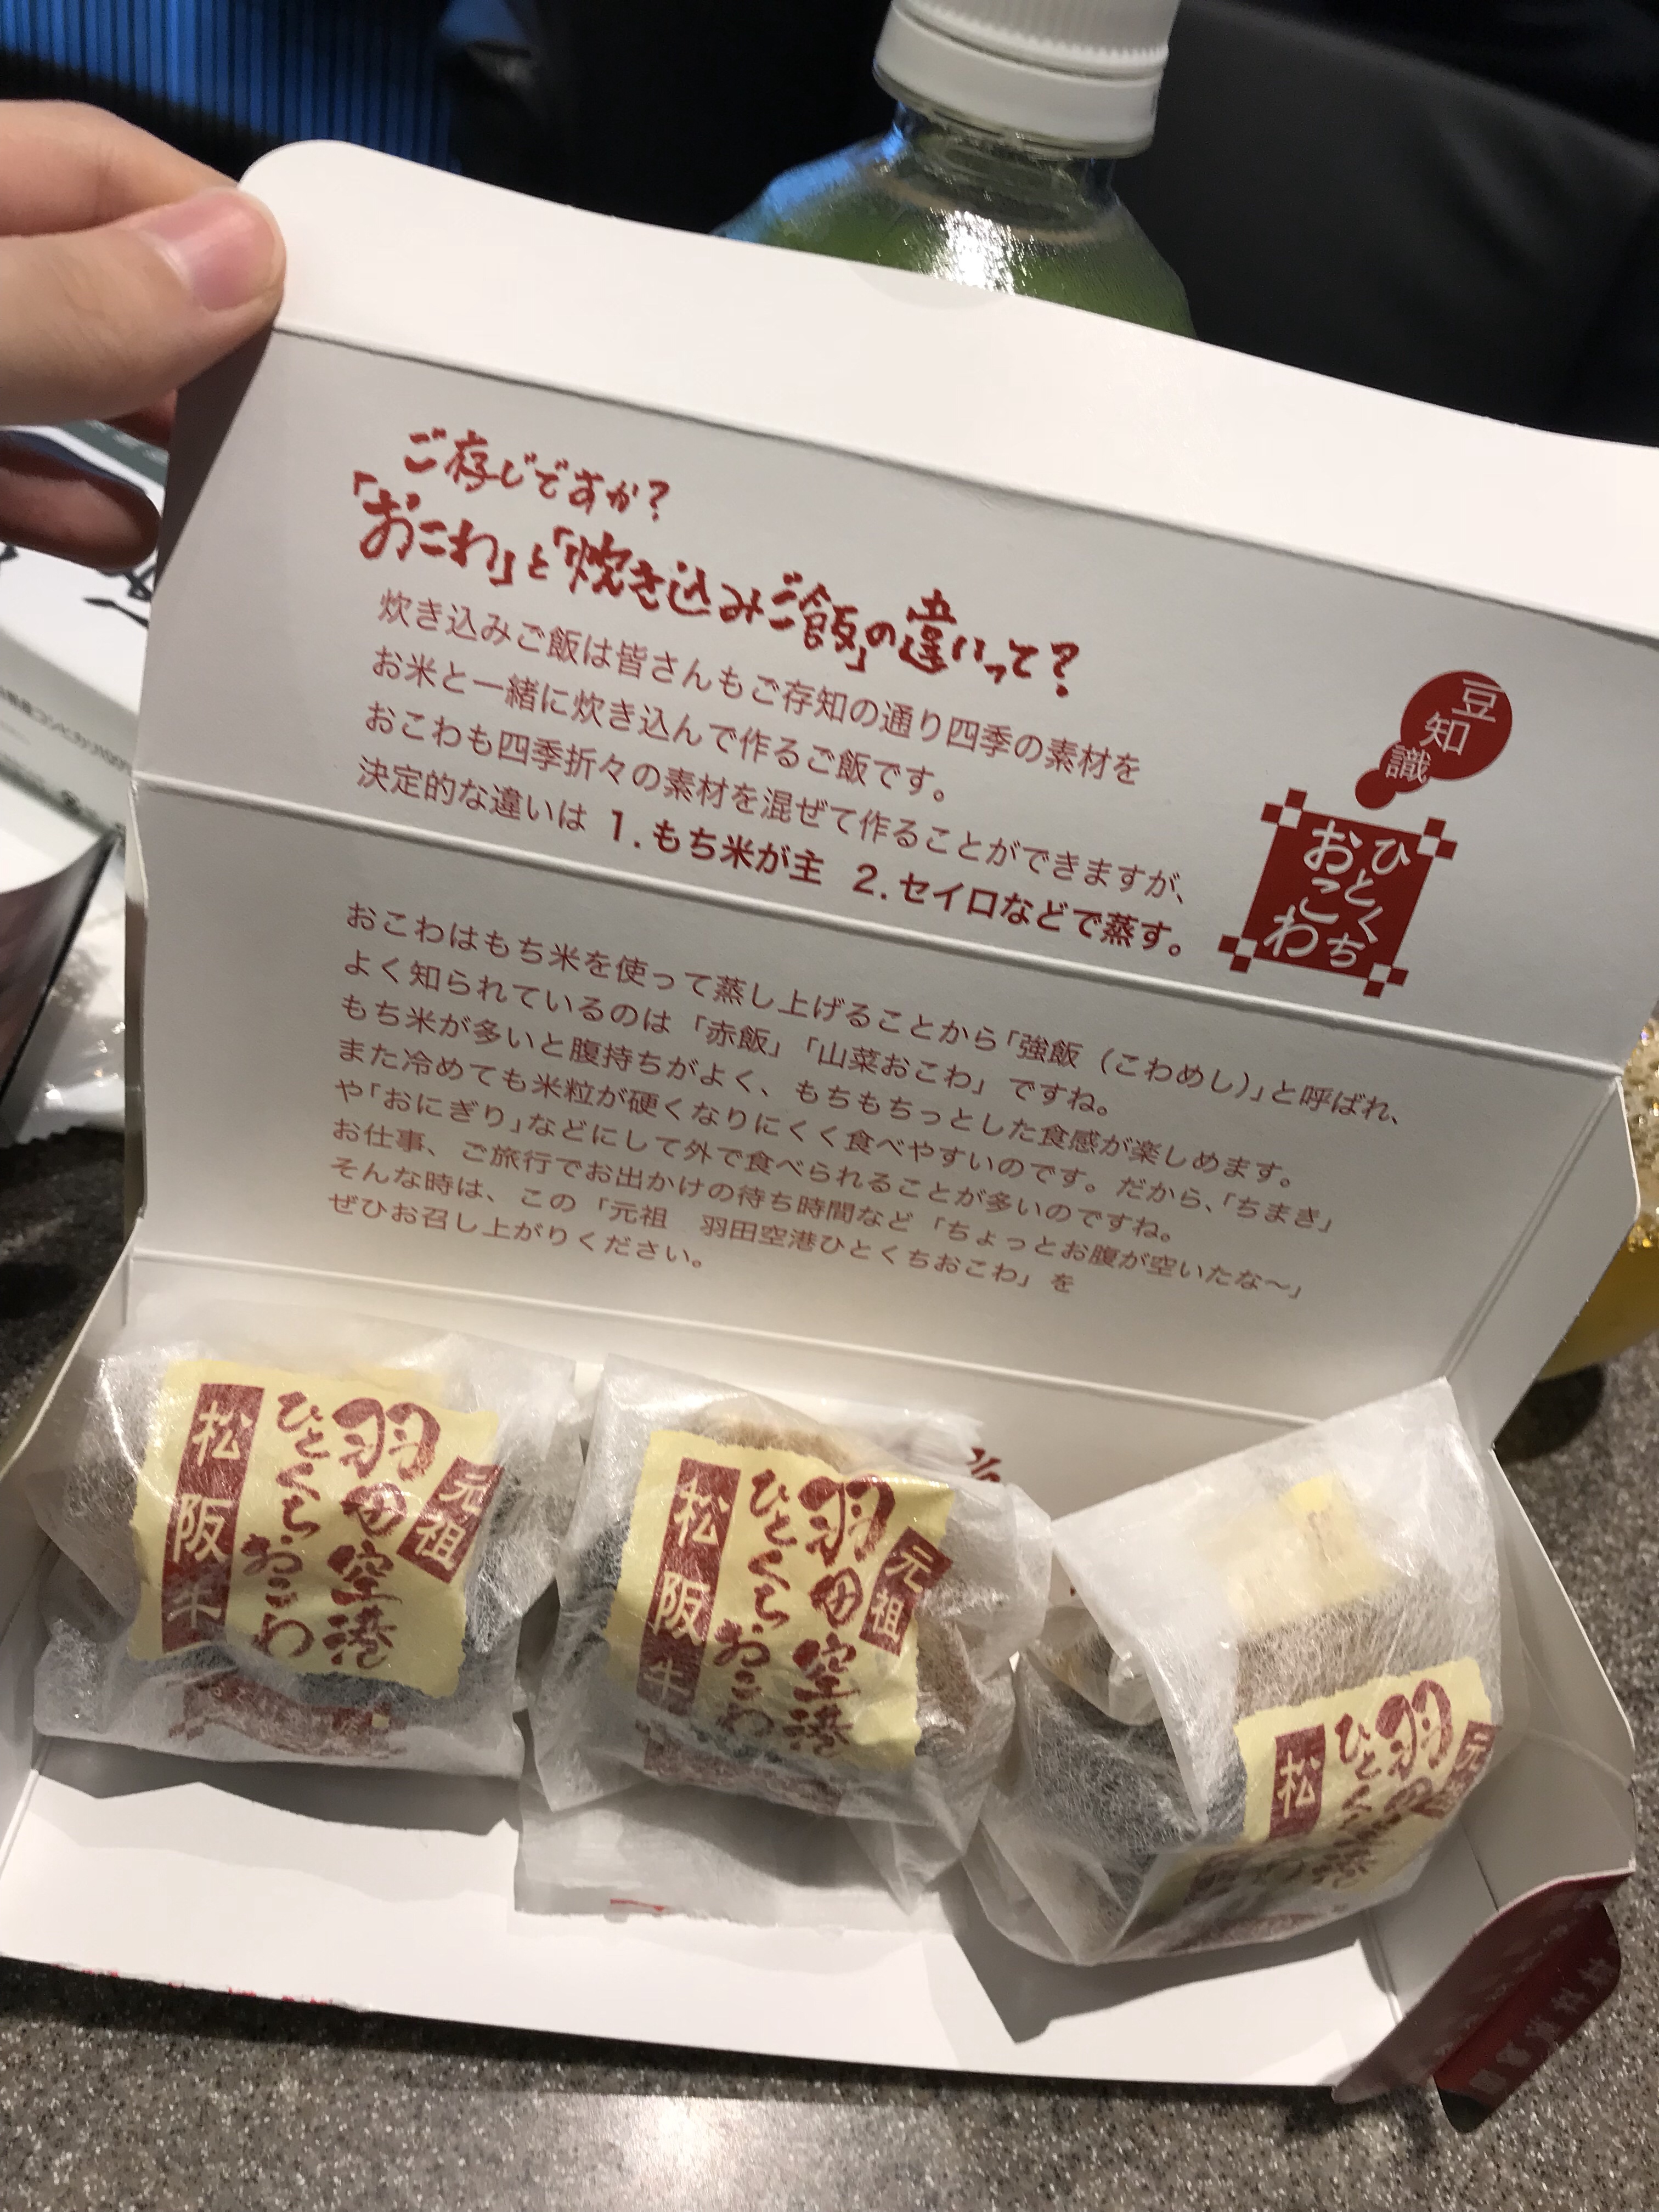 ご存じですか?
「おこわ」と「炊き込みご飯」の違いって?
炊き込みご飯は皆さんもご存知の通り四季の素材を
お米と一緒に炊き込んで作るご飯です。
おこわも四季折々の素材を混ぜて作ることができますが、
決定的な違いは 1.もち米が主 2.セイロなどで蒸す。
豆知識
ひとくち
おこわ
おこわはもち米を使って蒸し上げることから「強飯（こわめし）」と呼ばれ、
よく知られているのは「赤飯」「山菜おこわ」ですね。
もち米が多いと腹持ちがよく、もちもちっとした食感が楽しめます。
また冷めても米粒が硬くなりにくく食べやすいのです。だから、「ちまき」
や「おにぎり」などにして外で食べられることが多いのですね。
お仕事、ご旅行でお出かけの待ち時間など「ちょっとお腹が空いたな〜」
そんな時は、この「元祖 羽田空港ひとくちおこわ」を
ぜひお召し上がりください。
元祖
羽田空港
ひとくちおこわ
松阪牛
元祖
羽田空港
ひとくちおこわ
松阪牛
元祖
羽田空港
ひとく
松